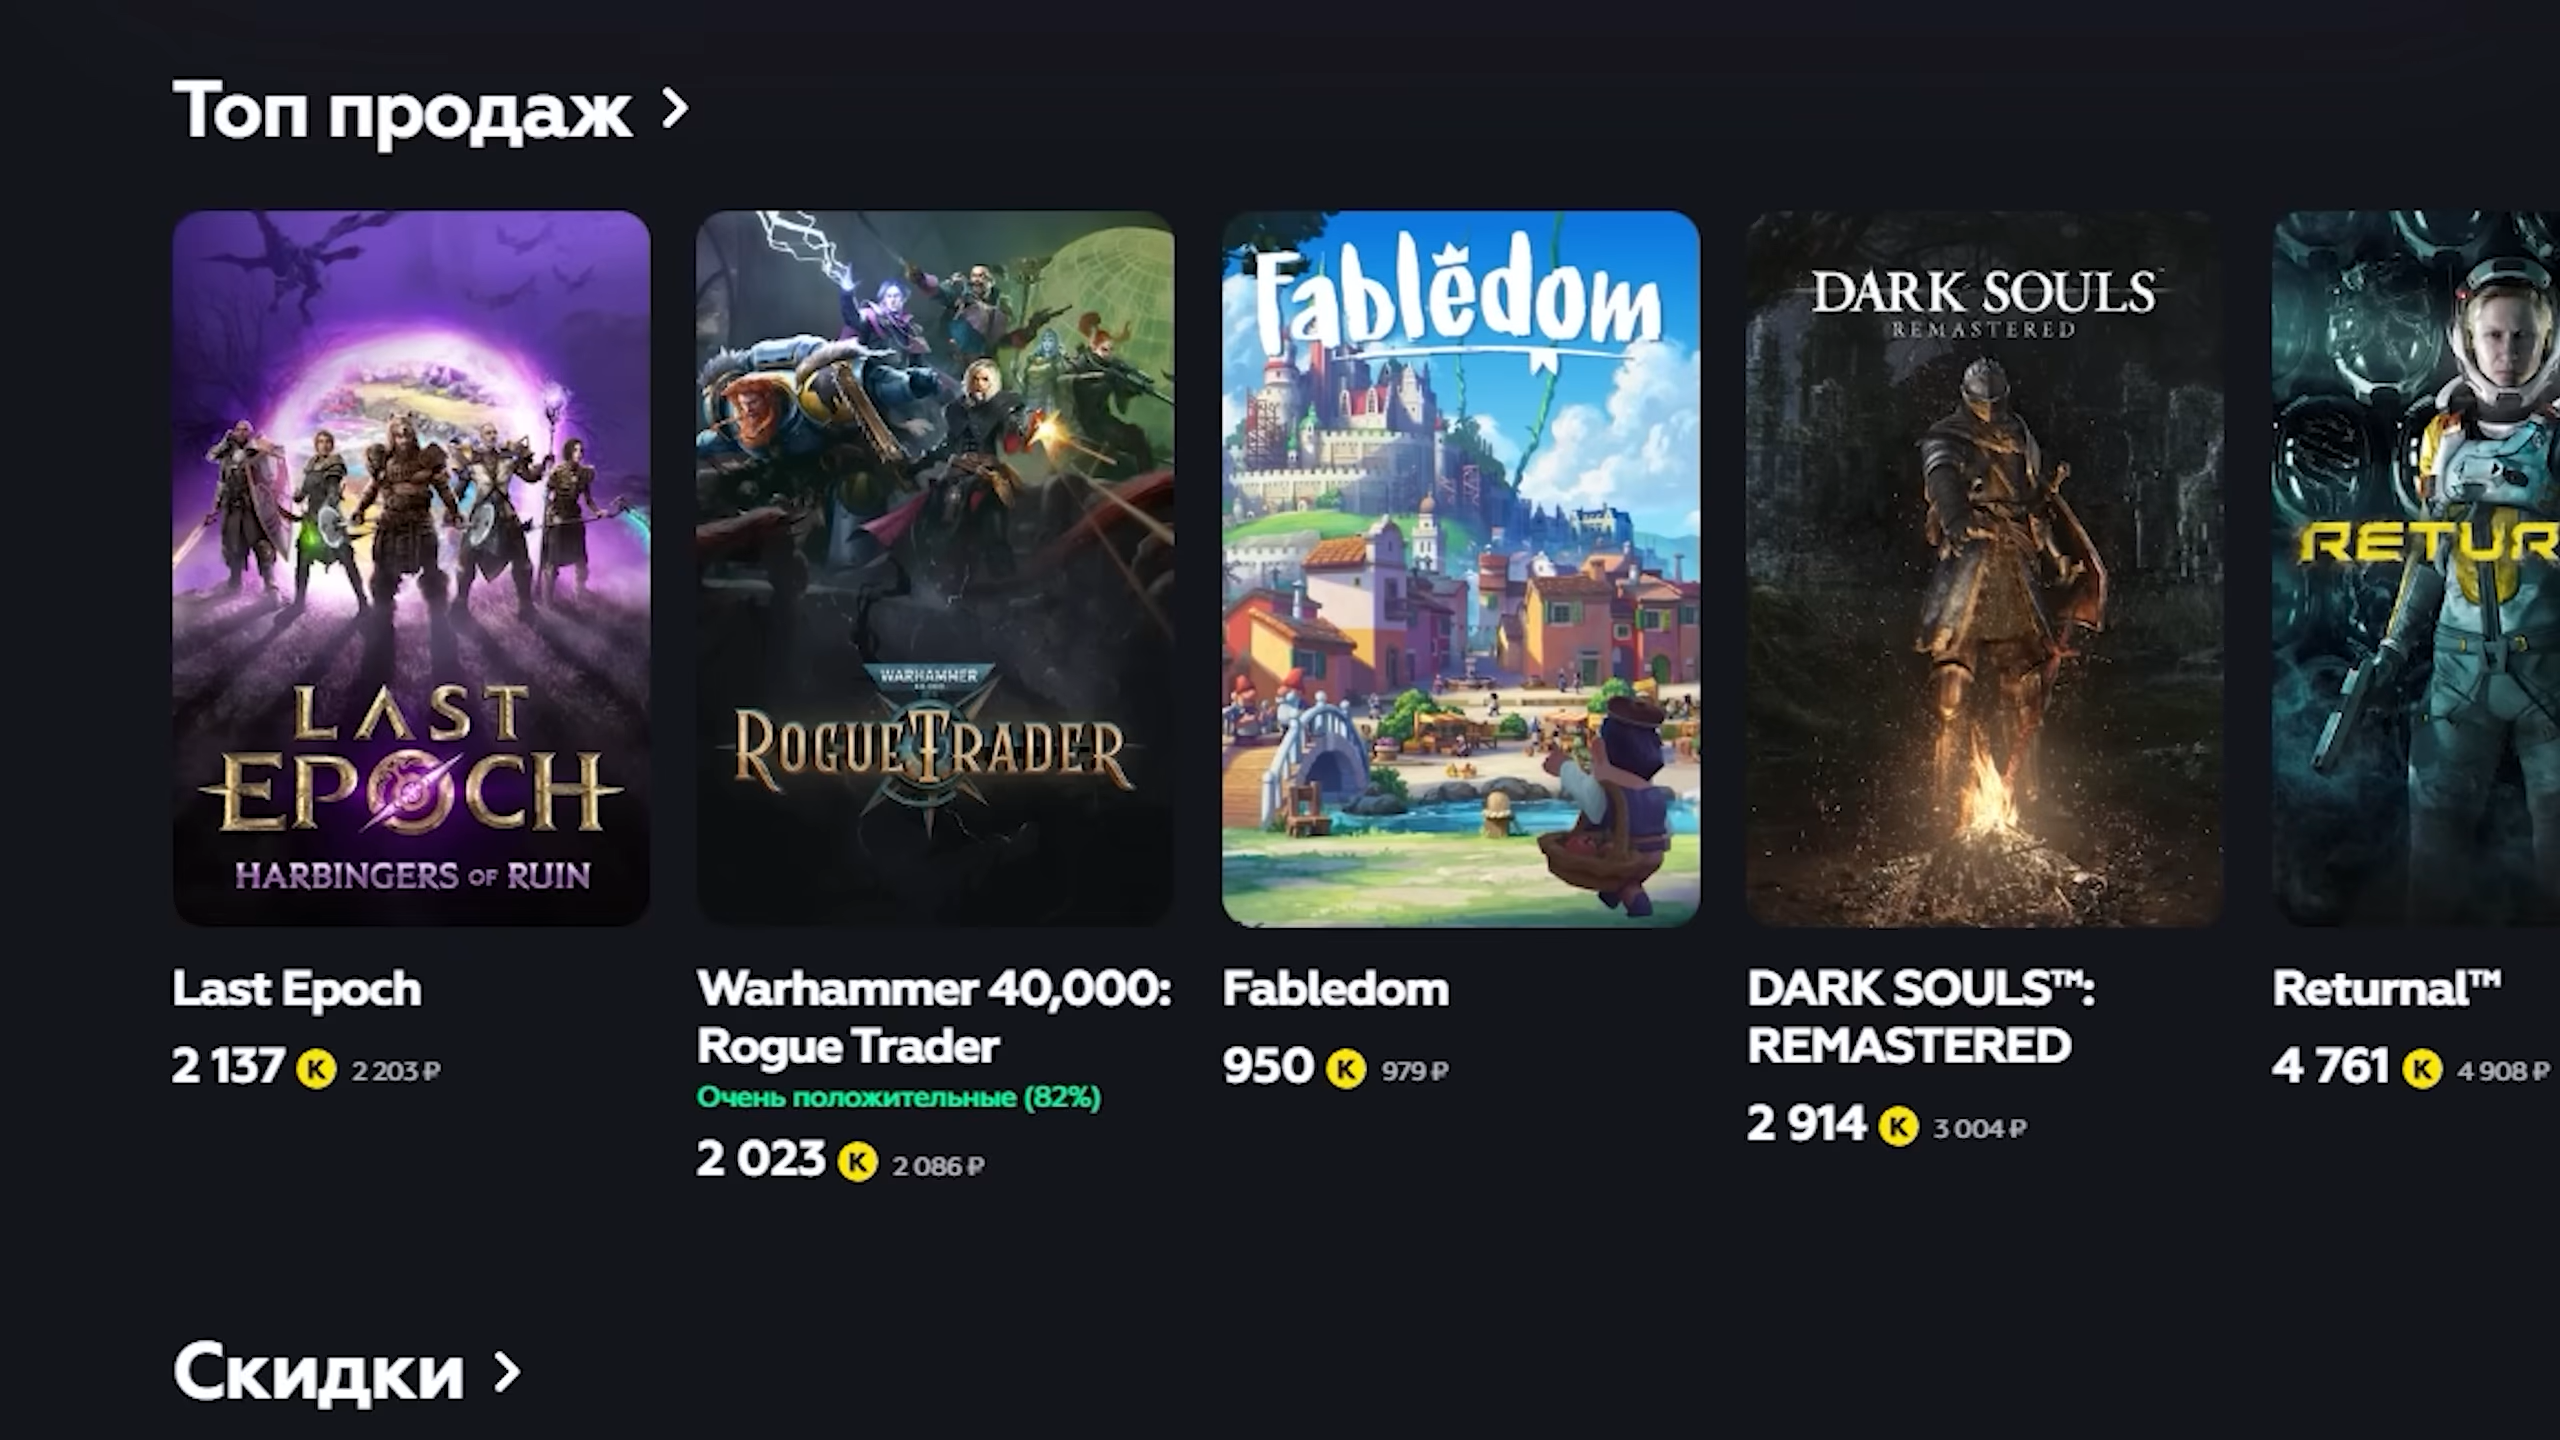 Топ продаж
LAST
EPOCH
HARBINGERS OF RUIN
WARHAMMER
ROGUE TRADER
Fabledom
DARK SOULS
REMASTERED
RETUR
Last Epoch
2 137 K 2 203 ₽
Warhammer 40,000:
Rogue Trader
Очень положительные (82%)
2 023 K 2 086 ₽
Fabledom
950 K 979 ₽
DARK SOULS™:
REMASTERED
2 914 K 3 004 ₽
Returnal™
4 761 K 4 908 ₽
Скидки